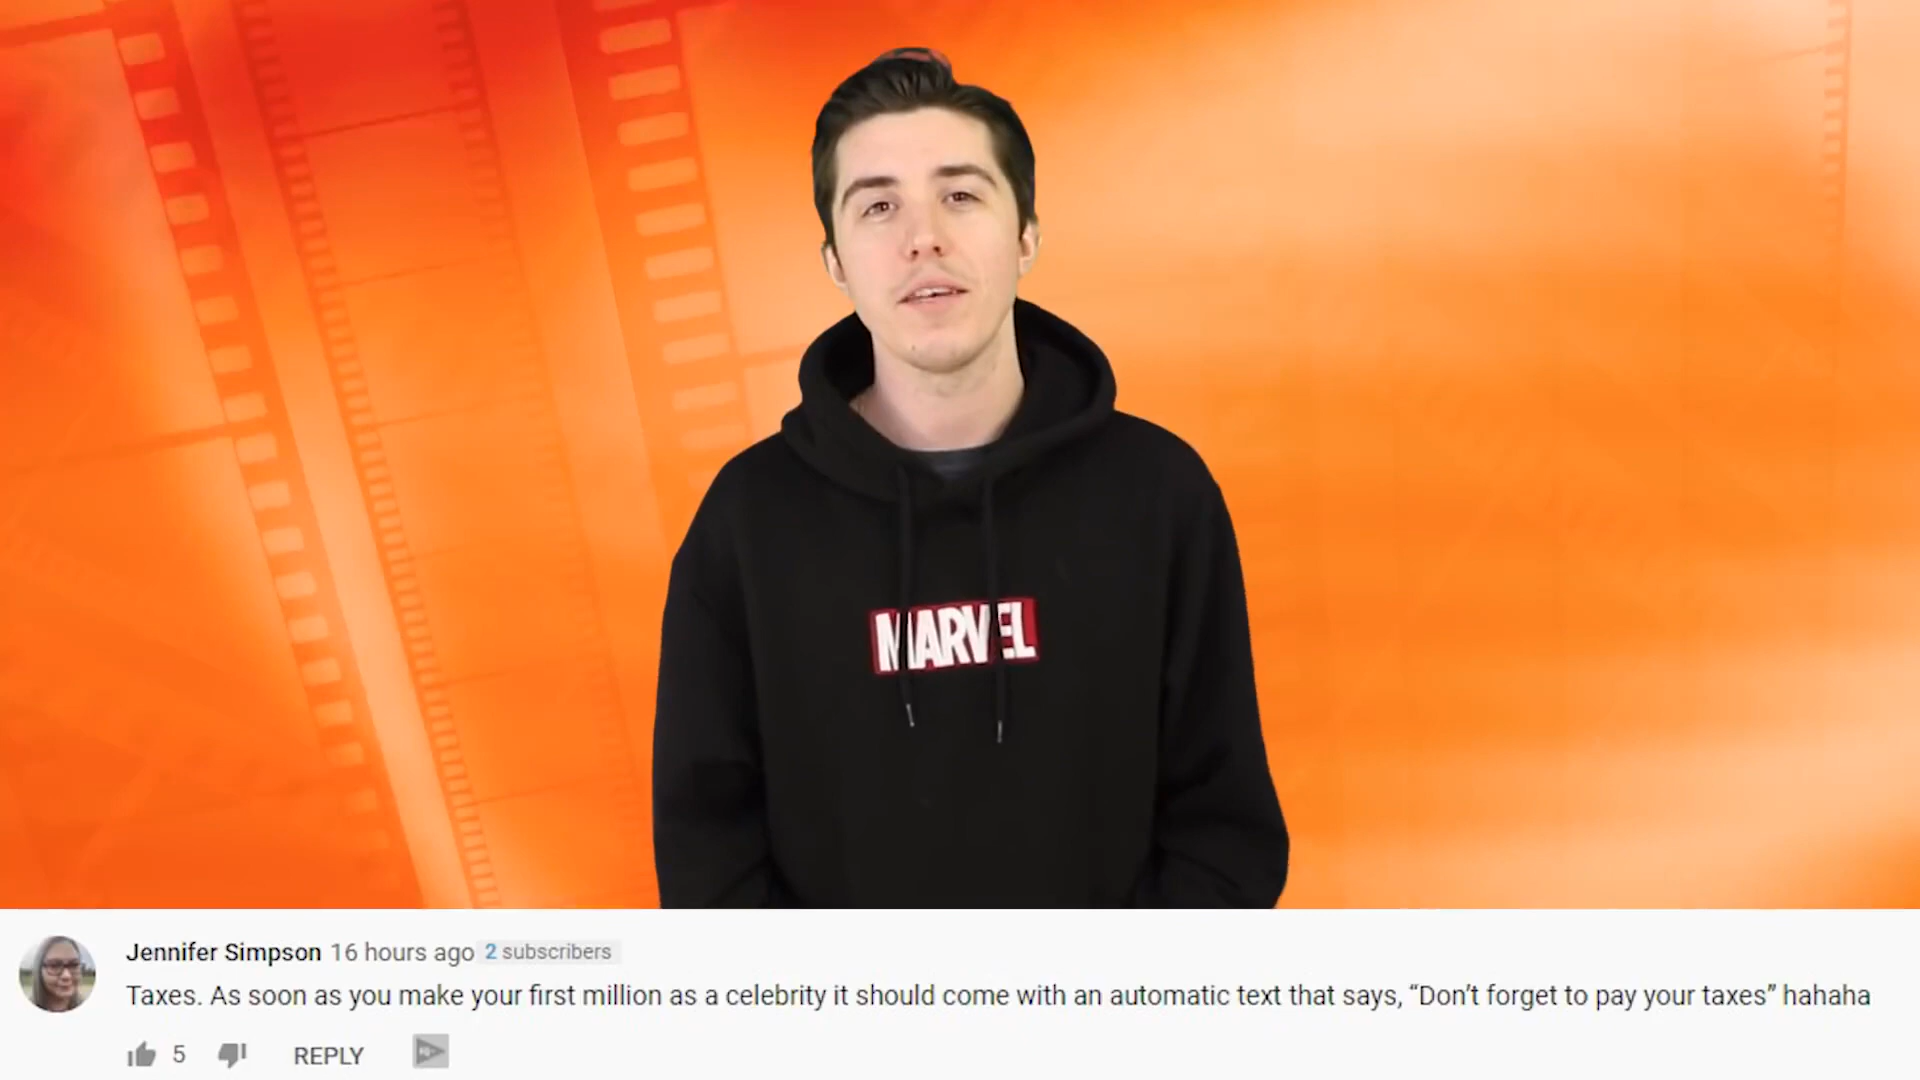 MARVEL
Jennifer Simpson 16 hours ago 2 subscribers
Taxes. As soon as you make your first million as a celebrity it should come with an automatic text that says, “Don’t forget to pay your taxes” hahaha
5 REPLY